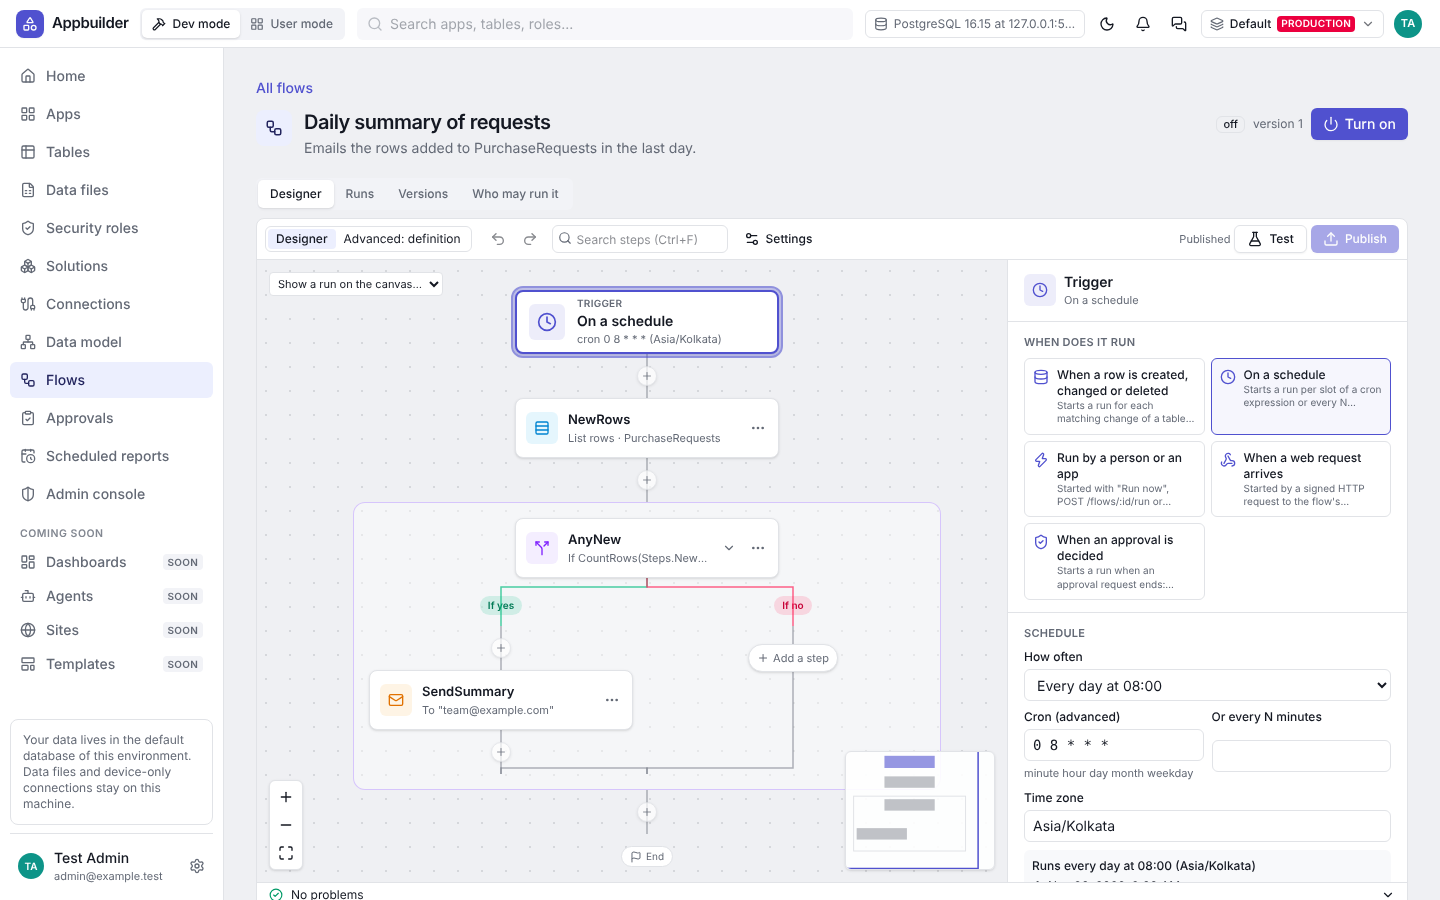 Appbuilder
Dev mode
User mode
Search apps, tables, roles...
PostgreSQL 16.15 at 127.0.0.1:5...
Default
PRODUCTION
TA
Home
Apps
Tables
Data files
Security roles
Solutions
Connections
Data model
Flows
Approvals
Scheduled reports
Admin console
COMING SOON
Dashboards SOON
Agents SOON
Sites SOON
Templates SOON
Your data lives in the default
database of this environment.
Data files and device-only
connections stay on this
machine.
TA
Test Admin
admin@example.test
All flows
Daily summary of requests
Emails the rows added to PurchaseRequests in the last day.
off
version 1
Turn on
Designer
Runs
Versions
Who may run it
Designer
Advanced: definition
Search steps (Ctrl+F)
Settings
Published
Test
Publish
Show a run on the canvas...
TRIGGER
On a schedule
cron 0 8 * * * (Asia/Kolkata)
NewRows
List rows · PurchaseRequests
AnyNew
If CountRows(Steps.New...
If yes
If no
Add a step
SendSummary
To "team@example.com"
End
No problems
Trigger
On a schedule
WHEN DOES IT RUN
When a row is created,
changed or deleted
Starts a run for each
matching change of a table...
On a schedule
Starts a run per slot of a cron
expression or every N...
Run by a person or an
app
Started with "Run now",
POST /flows/:id/run or...
When a web request
arrives
Started by a signed HTTP
request to the flow's...
When an approval is
decided
Starts a run when an
approval request ends:...
SCHEDULE
How often
Every day at 08:00
Cron (advanced)
Or every N minutes
0 8 * * *
minute hour day month weekday
Time zone
Asia/Kolkata
Runs every day at 08:00 (Asia/Kolkata)